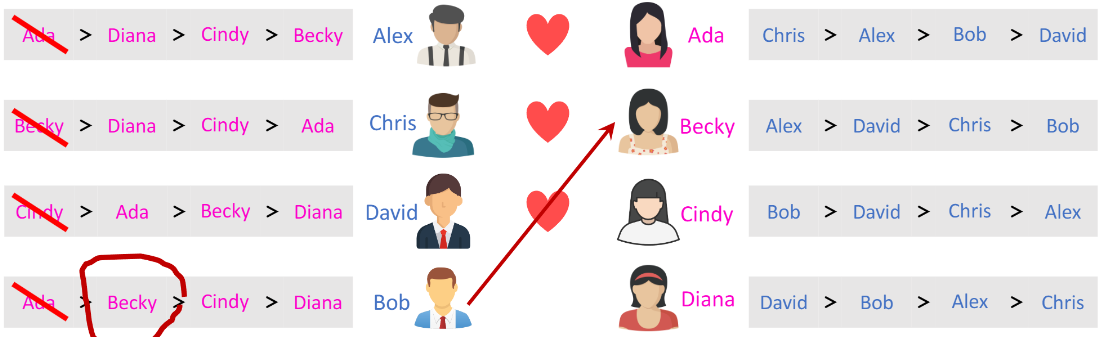 Ada > Diana > Cindy > Becky Alex Ada Chris > Alex > Bob > David
Becky > Diana > Cindy > Ada Chris Becky Alex > David > Chris > Bob
Cindy > Ada > Becky > Diana David Cindy Bob > David > Chris > Alex
Ada > Becky > Cindy > Diana Bob Diana David > Bob > Alex > Chris